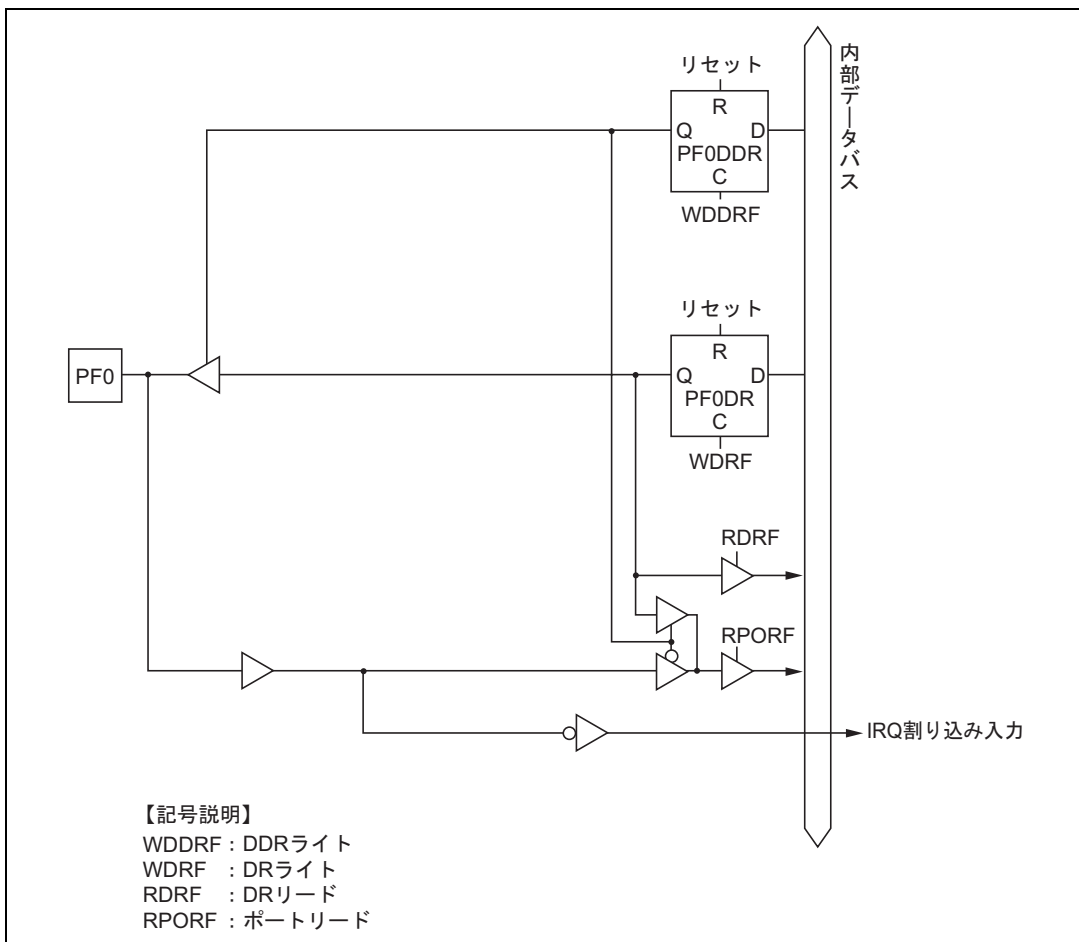 リセット
R
Q D
PF0DDR
C
WDDRF
内部データバス
リセット
R
PF0
Q D
PF0DR
C
WDRF
RDRF
RPORF
IRQ割り込み入力
【記号説明】
WDDRF：DDRライト
WDRF ：DRライト
RDRF ：DRリード
RPORF：ポートリード